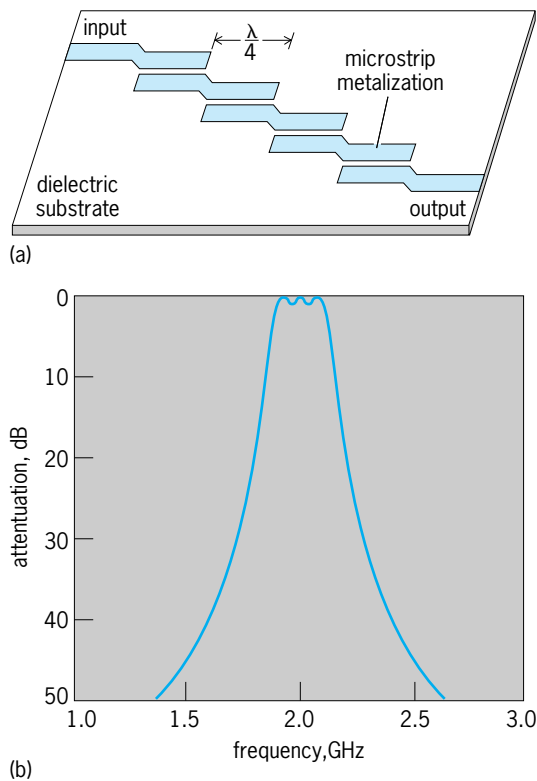 input
λ
4
microstrip
metalization
dielectric
substrate
output
(a)
0
10
20
30
40
50
attentuation, dB
1.0 1.5 2.0 2.5 3.0
frequency,GHz
(b)